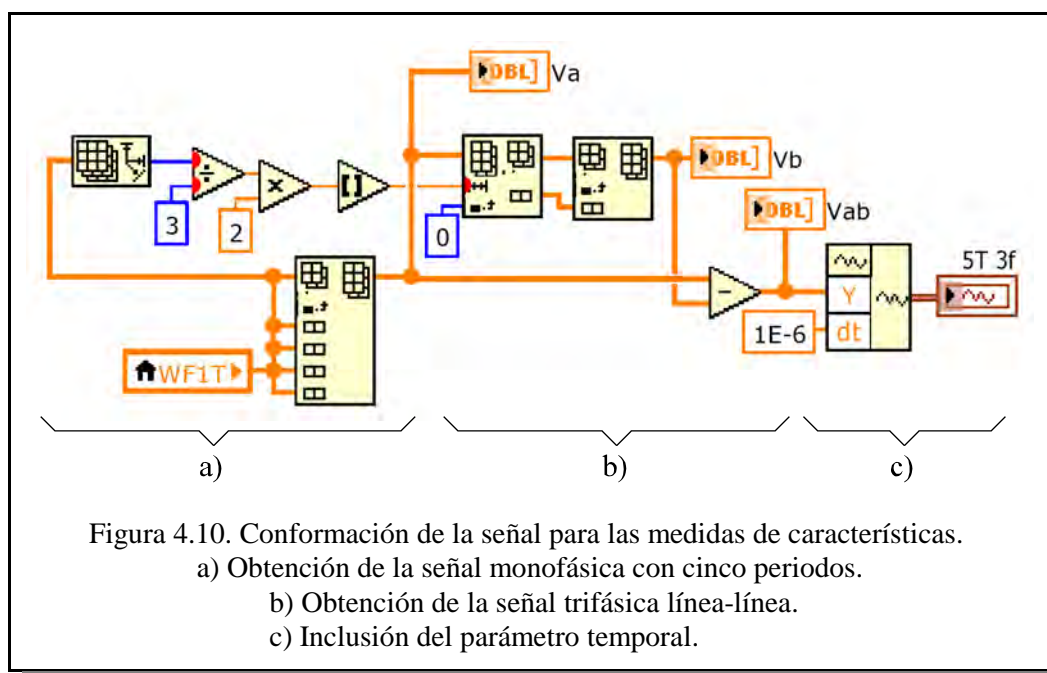 DBL] Va
DBL] Vb
DBL] Vab
3
2
0
5T 3f
Y
1E-6
dt
WF1T
a)
b)
c)
Figura 4.10. Conformación de la señal para las medidas de características.
a) Obtención de la señal monofásica con cinco periodos.
b) Obtención de la señal trifásica línea-línea.
c) Inclusión del parámetro temporal.